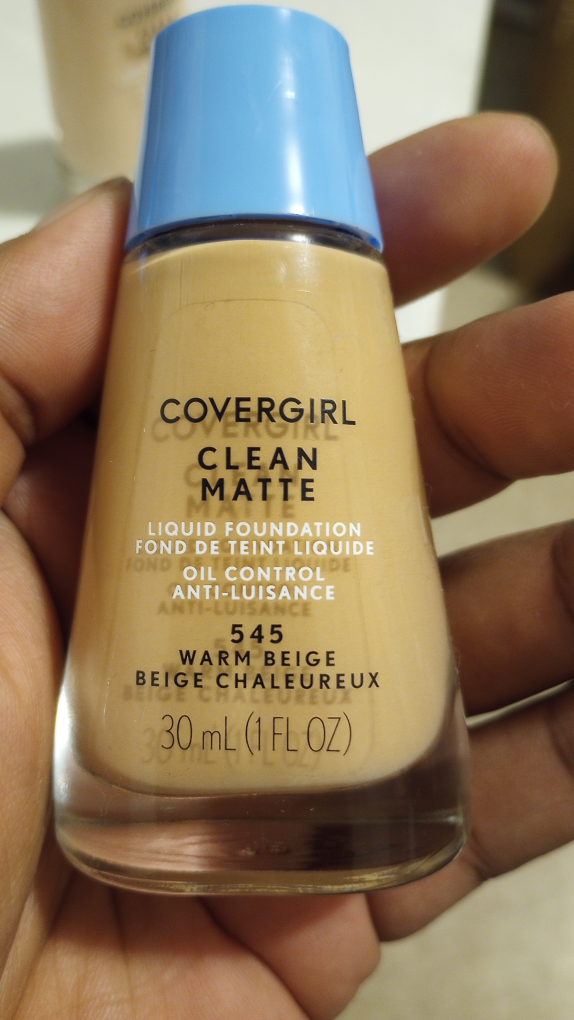 COVERGIRL
CLEAN
MATTE
LIQUID FOUNDATION
FOND DE TEINT LIQUIDE
OIL CONTROL
ANTI-LUISANCE
545
WARM BEIGE
BEIGE CHALEUREUX
30 mL (1 FL OZ)